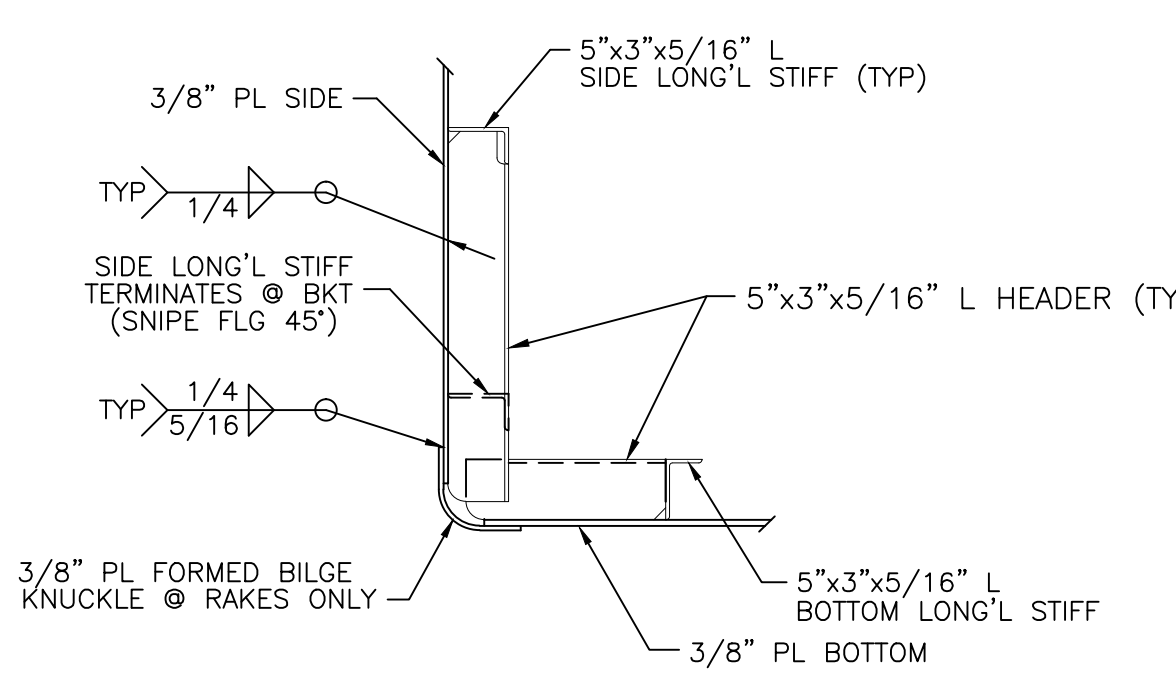 5”x3”x5/16” L
SIDE LONG’L STIFF (TYP)
3/8” PL SIDE
TYP
1/4
SIDE LONG’L STIFF
TERMINATES @ BKT
(SNIPE FLG 45°)
5”x3”x5/16” L HEADER (TY
TYP
1/4
5/16
3/8” PL FORMED BILGE
KNUCKLE @ RAKES ONLY
5”x3”x5/16” L
BOTTOM LONG’L STIFF
3/8” PL BOTTOM